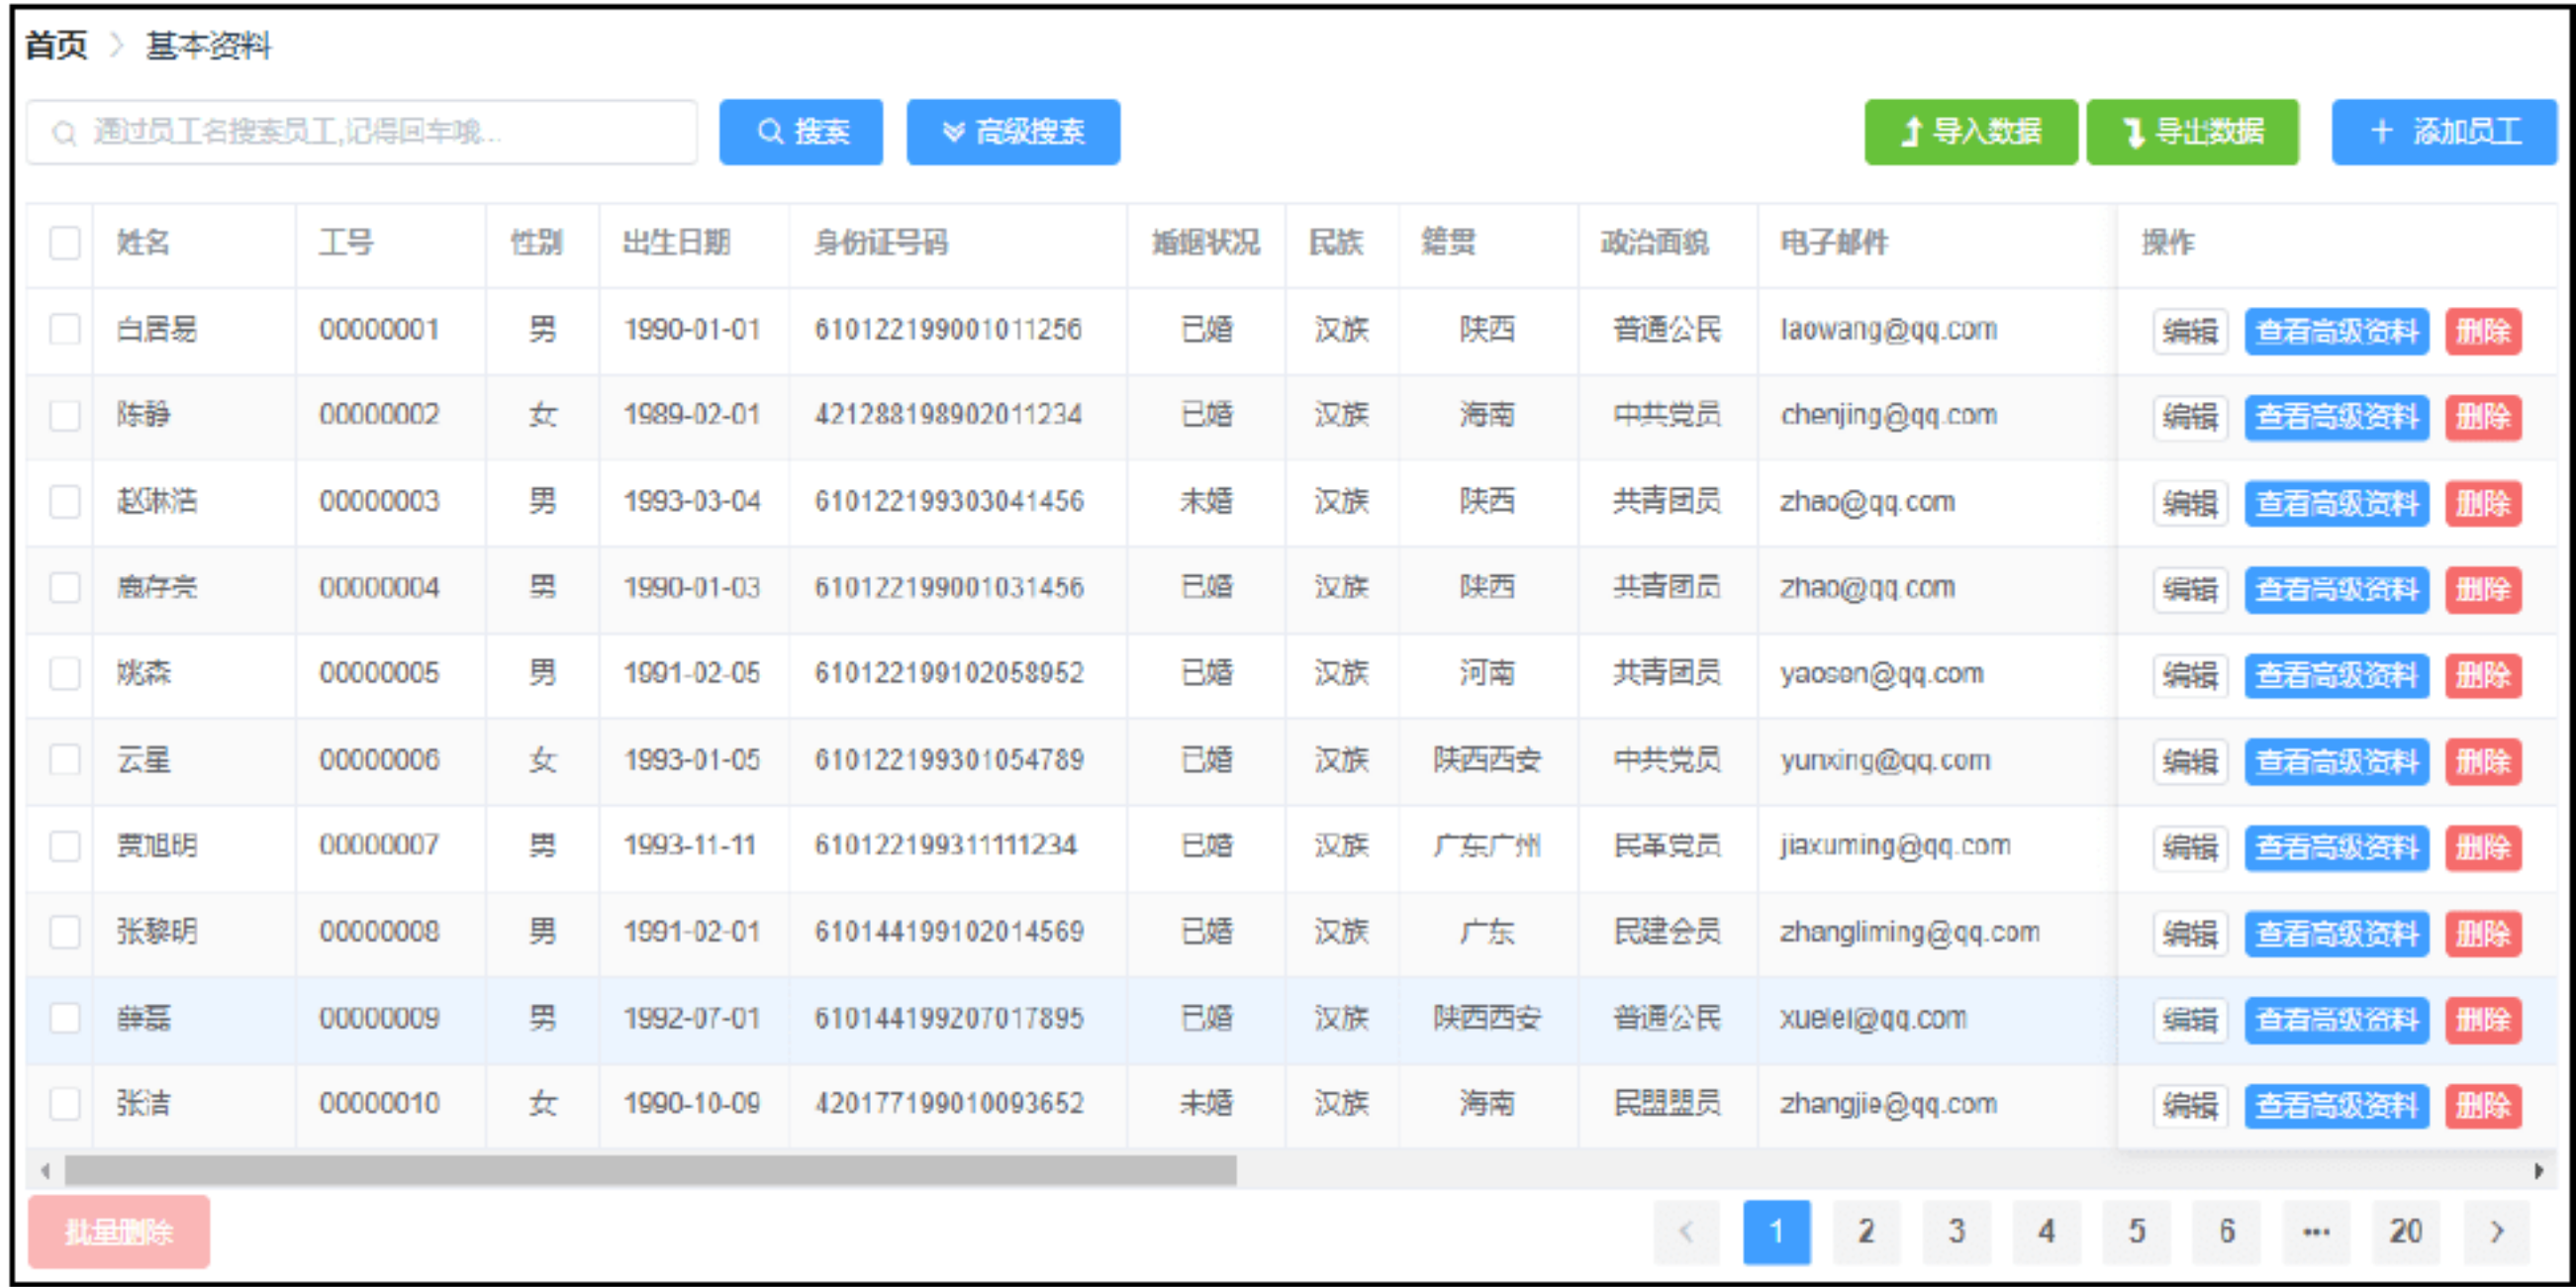 首页 > 基本资料
通过员工名搜索员工,记得回车哦... 搜索 高级搜索 导入数据 导出数据 + 添加员工
姓名 工号 性别 出生日期 身份证号码 婚姻状况 民族 籍贯 政治面貌 电子邮件 操作
白居易 00000001 男 1990-01-01 610122199001011256 已婚 汉族 陕西 普通公民 laowang@qq.com 编辑 查看高级资料 删除
陈静 00000002 女 1989-02-01 421288198902011234 已婚 汉族 海南 中共党员 chenjing@qq.com 编辑 查看高级资料 删除
赵琳浩 00000003 男 1993-03-04 610122199303041456 未婚 汉族 陕西 共青团员 zhao@qq.com 编辑 查看高级资料 删除
鹿存亮 00000004 男 1990-01-03 610122199001031456 已婚 汉族 陕西 共青团员 zhao@qq.com 编辑 查看高级资料 删除
姚森 00000005 男 1991-02-05 610122199102058952 已婚 汉族 河南 共青团员 yaosen@qq.com 编辑 查看高级资料 删除
云星 00000006 女 1993-01-05 610122199301054789 已婚 汉族 陕西西安 中共党员 yunxing@qq.com 编辑 查看高级资料 删除
贾旭明 00000007 男 1993-11-11 610122199311111234 已婚 汉族 广东广州 民革党员 jiaxuming@qq.com 编辑 查看高级资料 删除
张黎明 00000008 男 1991-02-01 610144199102014569 已婚 汉族 广东 民建会员 zhangliming@qq.com 编辑 查看高级资料 删除
薛磊 00000009 男 1992-07-01 610144199207017895 已婚 汉族 陕西西安 普通公民 xuelei@qq.com 编辑 查看高级资料 删除
张洁 00000010 女 1990-10-09 420177199010093652 未婚 汉族 海南 民盟盟员 zhangjie@qq.com 编辑 查看高级资料 删除
批量删除 < 1 2 3 4 5 6 ... 20 >